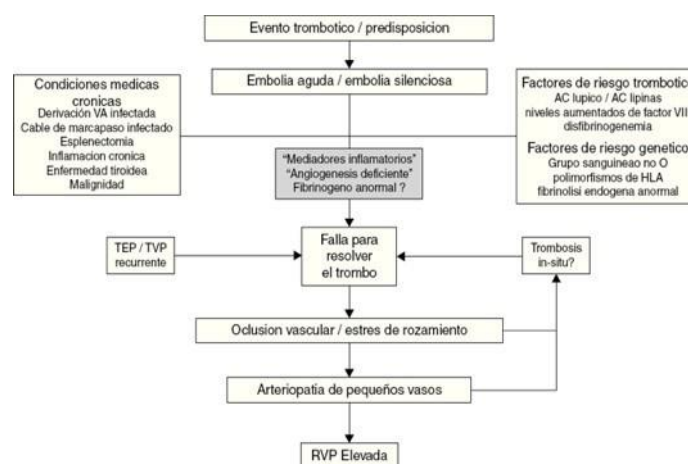 Evento trombotico / predisposicion
Embolia aguda / embolia silenciosa
Condiciones medicas
cronicas
Derivación VA infectada
Cable de marcapaso infectado
Esplenectomia
Inflamacion cronica
Enfermedad tiroidea
Malignidad
Factores de riesgo trombotico
AC lupico / AC lipinas
niveles aumentados de factor VIII
disfibrinogenemia
Factores de riesgo genetico
Grupo sanguineao no O
polimorfismos de HLA
fibrinolisi endogena anormal
“Mediadores inflamatorios”
“Angiogenesis deficiente”
Fibrinogeno anormal ?
TEP / TVP
recurrente
Falla para
resolver
el trombo
Trombosis
in-situ?
Oclusion vascular / estres de rozamiento
Arteriopatia de pequeños vasos
RVP Elevada